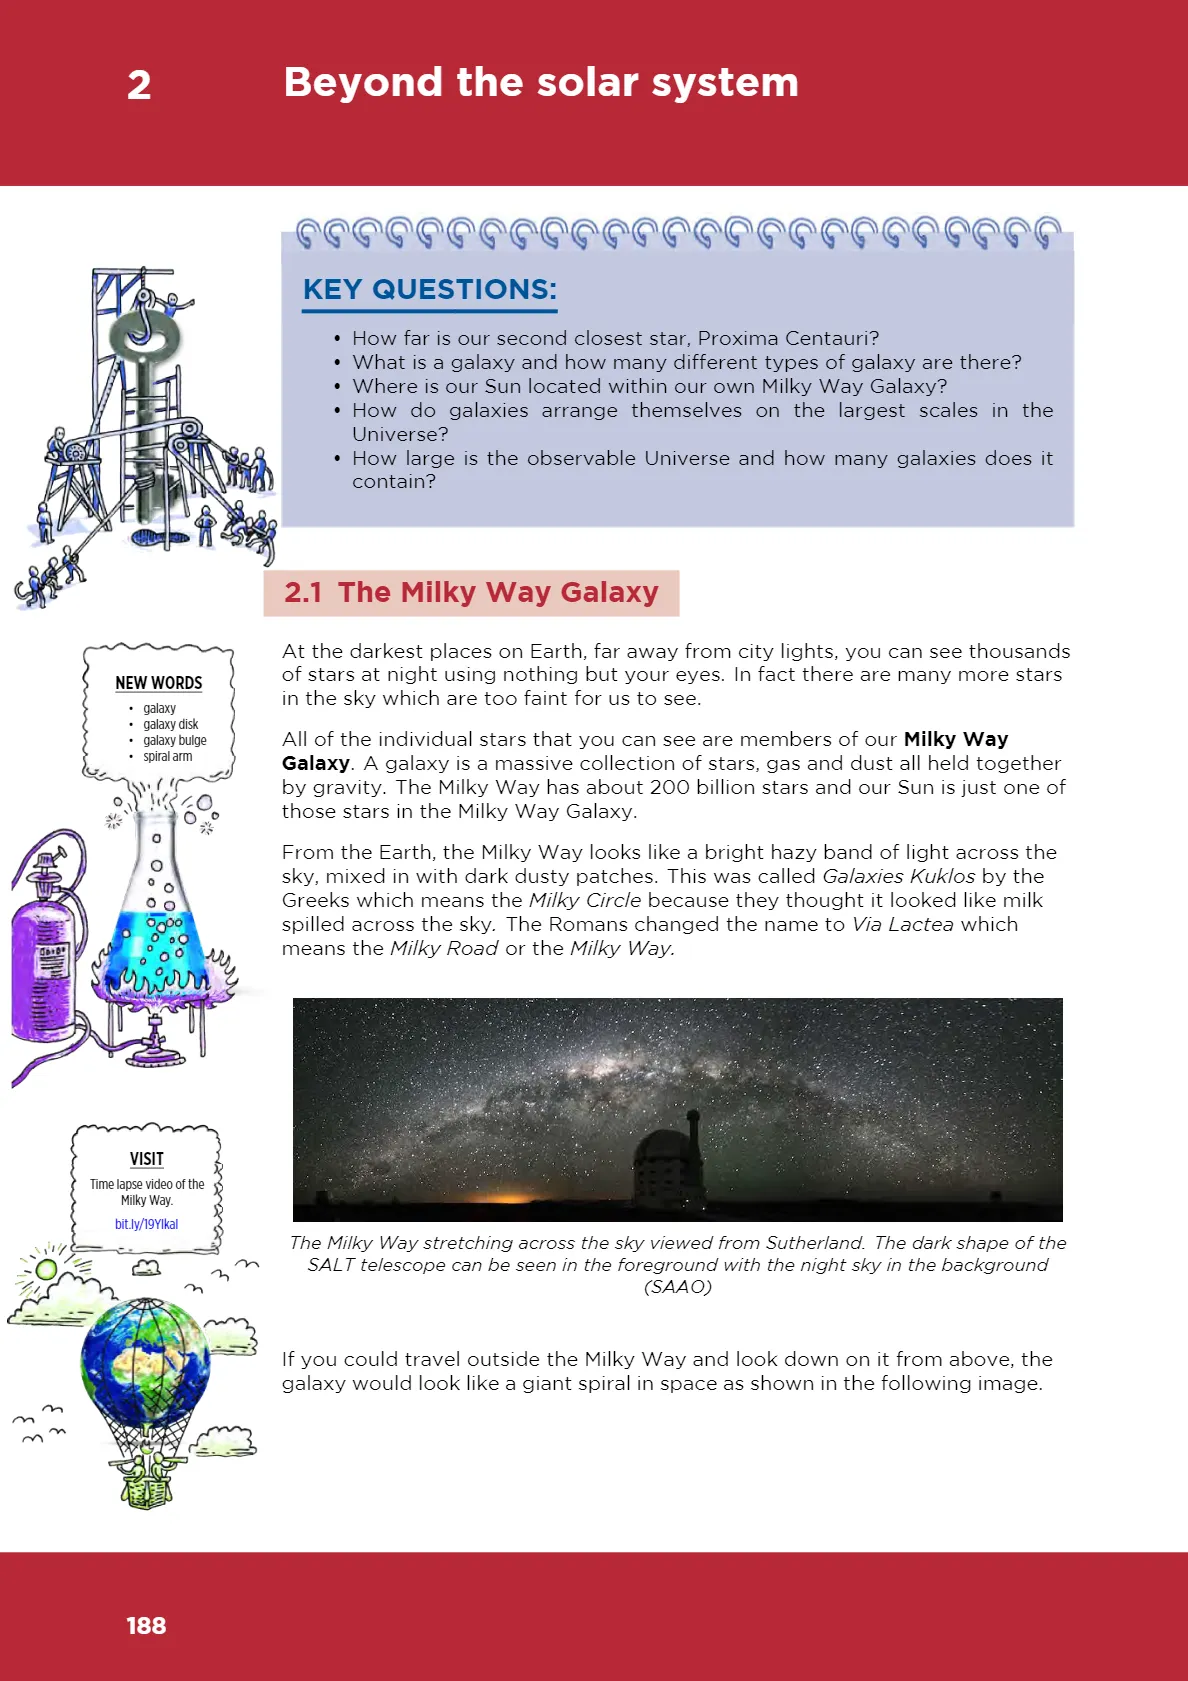 2
Beyond the solar system
KEY QUESTIONS:
• How far is our second closest star, Proxima Centauri?
• What is a galaxy and how many different types of galaxy are there?
• Where is our Sun located within our own Milky Way Galaxy?
• How do galaxies arrange themselves on the largest scales in the
Universe?
• How large is the observable Universe and how many galaxies does it
contain?
2.1 The Milky Way Galaxy
NEW WORDS
• galaxy
• galaxy disk
• galaxy bulge
• spiral arm
At the darkest places on Earth, far away from city lights, you can see thousands
of stars at night using nothing but your eyes. In fact there are many more stars
in the sky which are too faint for us to see.
All of the individual stars that you can see are members of our Milky Way
Galaxy. A galaxy is a massive collection of stars, gas and dust all held together
by gravity. The Milky Way has about 200 billion stars and our Sun is just one of
those stars in the Milky Way Galaxy.
From the Earth, the Milky Way looks like a bright hazy band of light across the
sky, mixed in with dark dusty patches. This was called Galaxies Kuklos by the
Greeks which means the Milky Circle because they thought it looked like milk
spilled across the sky. The Romans changed the name to Via Lactea which
means the Milky Road or the Milky Way.
VISIT
Time lapse video of the
Milky Way.
bit.ly/19YIkaI
The Milky Way stretching across the sky viewed from Sutherland. The dark shape of the
SALT telescope can be seen in the foreground with the night sky in the background
(SAAO)
If you could travel outside the Milky Way and look down on it from above, the
galaxy would look like a giant spiral in space as shown in the following image.
188